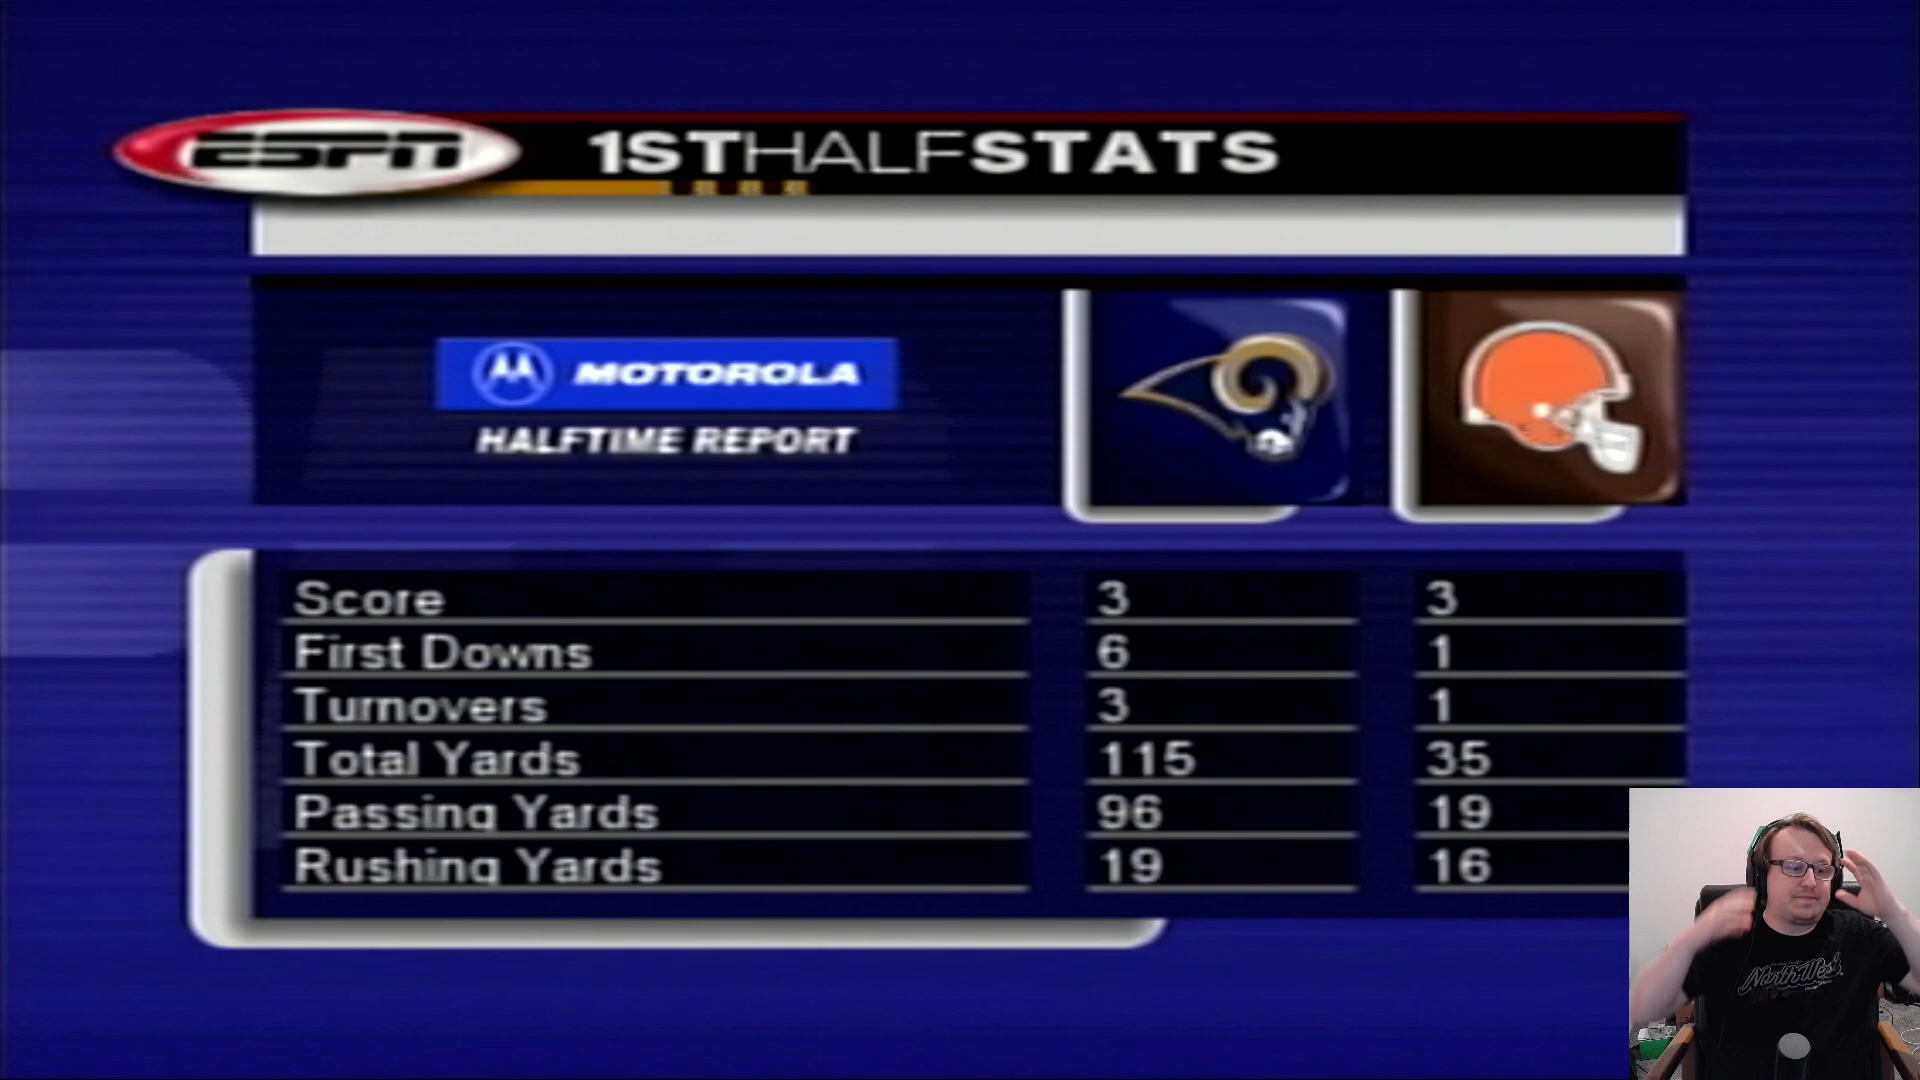 ESPN 1STHALFSTATS
MOTOROLA
HALFTIME REPORT
Score 3 3
First Downs 6 1
Turnovers 3 1
Total Yards 115 35
Passing Yards 96 19
Rushing Yards 19 16
NorthWest